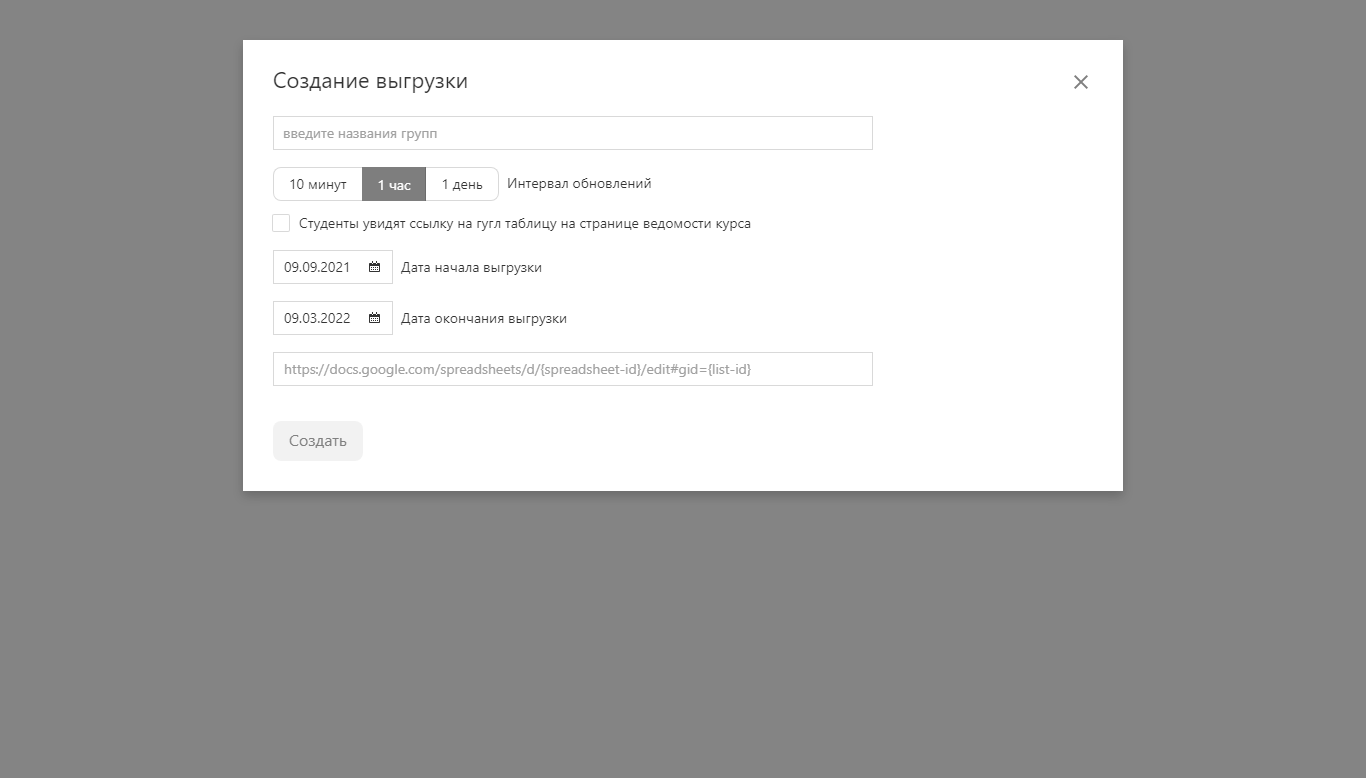 Создание выгрузки
введите названия групп
10 минут 1 час 1 день Интервал обновлений
Студенты увидят ссылку на гугл таблицу на странице ведомости курса
09.09.2021 Дата начала выгрузки
09.03.2022 Дата окончания выгрузки
https://docs.google.com/spreadsheets/d/{spreadsheet-id}/edit#gid={list-id}
Создать